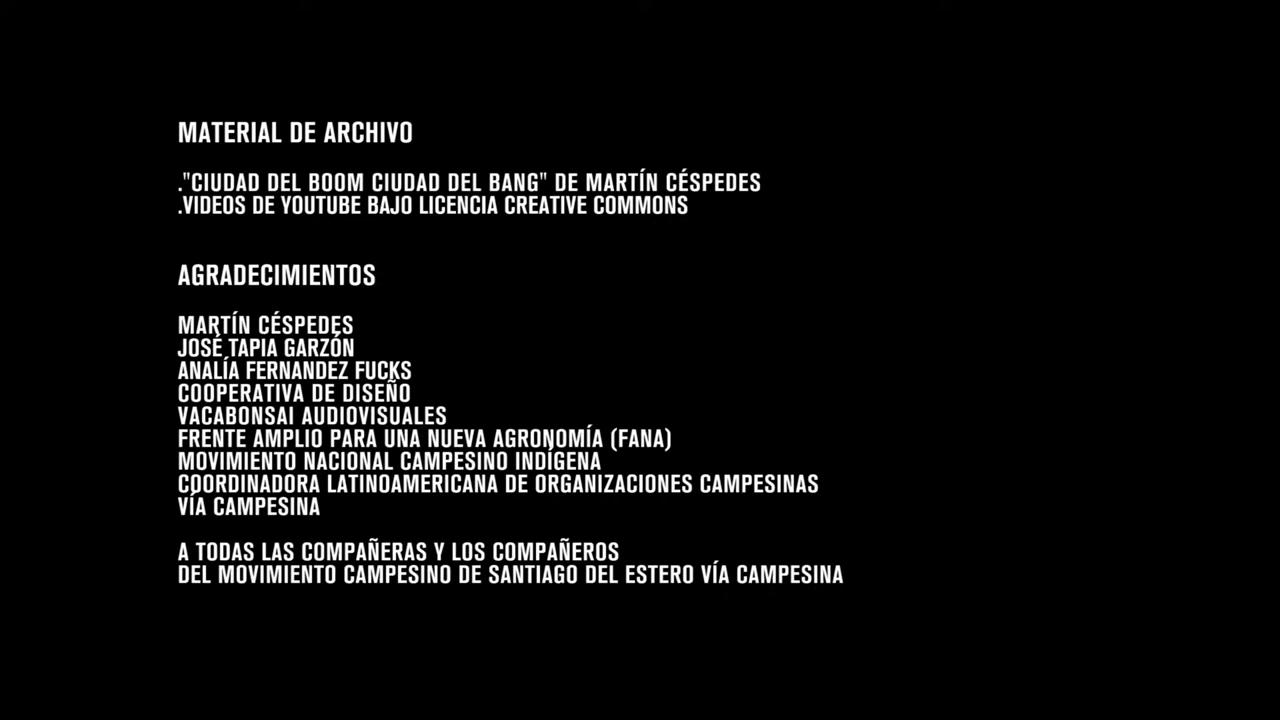 MATERIAL DE ARCHIVO
."CIUDAD DEL BOOM CIUDAD DEL BANG" DE MARTÍN CÉSPEDES
.VIDEOS DE YOUTUBE BAJO LICENCIA CREATIVE COMMONS
AGRADECIMIENTOS
MARTÍN CÉSPEDES
JOSÉ TAPIA GARZÓN
ANALÍA FERNANDEZ FUCKS
COOPERATIVA DE DISEÑO
VACABONSAI AUDIOVISUALES
FRENTE AMPLIO PARA UNA NUEVA AGRONOMÍA (FANA)
MOVIMIENTO NACIONAL CAMPESINO INDÍGENA
COORDINADORA LATINOAMERICANA DE ORGANIZACIONES CAMPESINAS
VÍA CAMPESINA
A TODAS LAS COMPAÑERAS Y LOS COMPAÑEROS
DEL MOVIMIENTO CAMPESINO DE SANTIAGO DEL ESTERO VÍA CAMPESINA